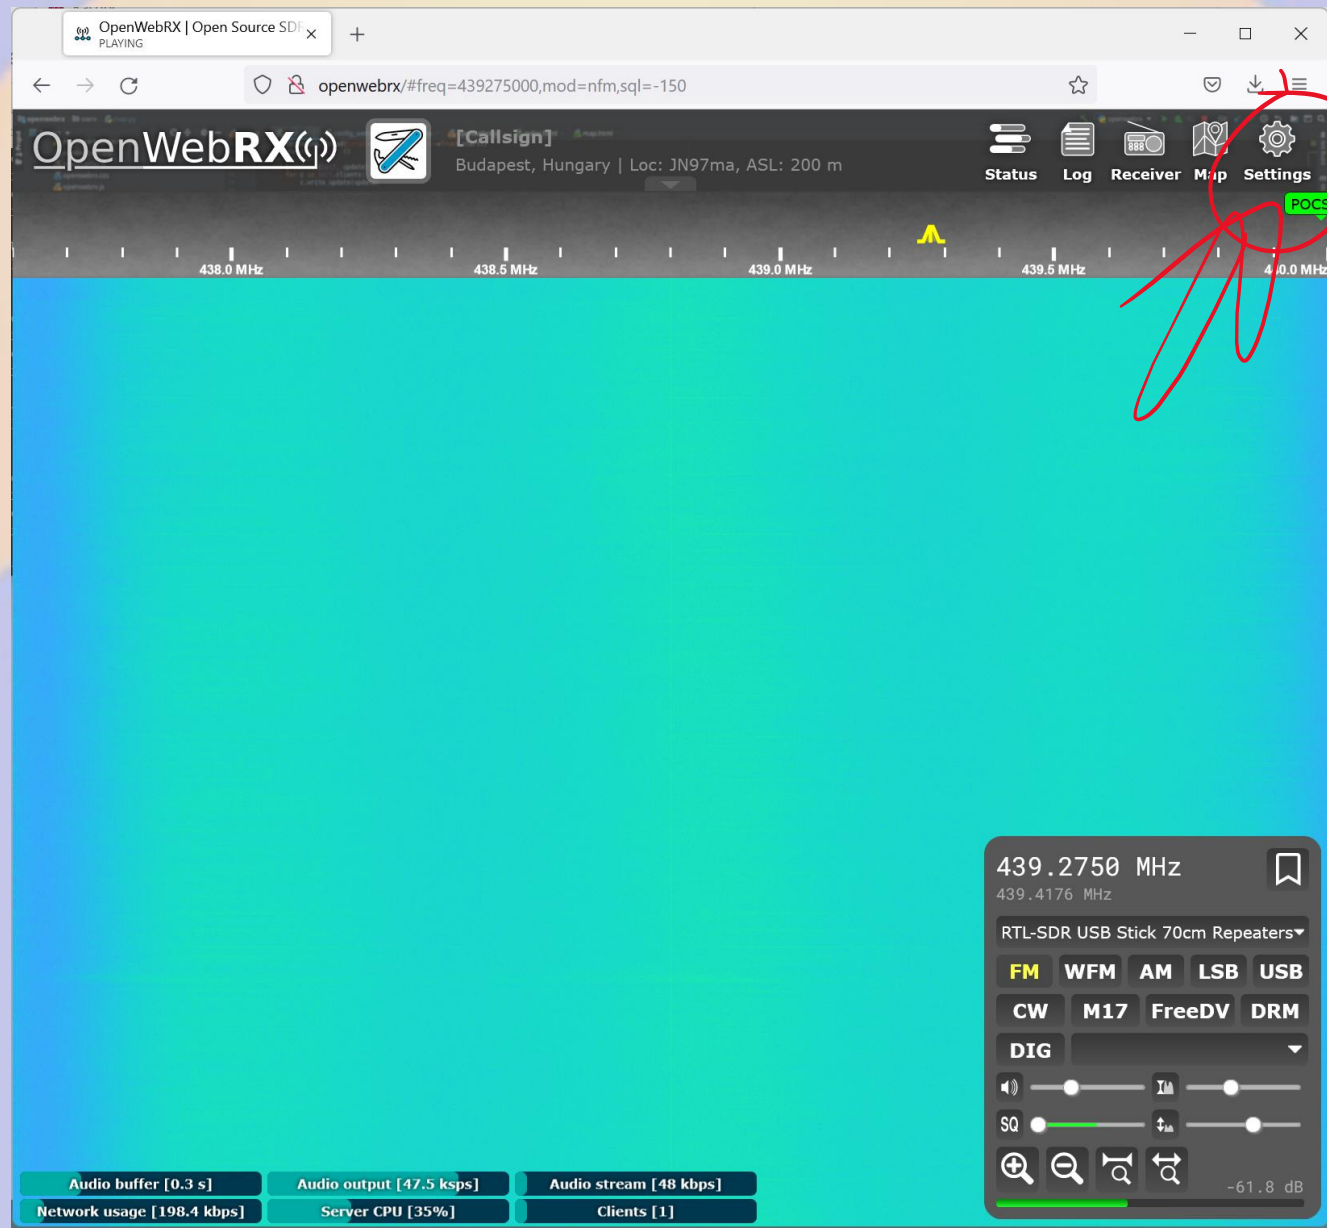 OpenWebRX | Open Source SD
PLAYING
openwebrx/#freq=439275000,mod=nfm,sql=-150
OpenWebRX
[Callsign]
Budapest, Hungary | Loc: JN97ma, ASL: 200 m
Status Log Receiver Map Settings
POCS
438.0 MHz 438.5 MHz 439.0 MHz 439.5 MHz 440.0 MHz
439.2750 MHz
439.4176 MHz
RTL-SDR USB Stick 70cm Repeaters
FM WFM AM LSB USB
CW M17 FreeDV DRM
DIG
SQ
-61.8 dB
Audio buffer [0.3 s] Audio output [47.5 ksps] Audio stream [48 kbps]
Network usage [198.4 kbps] Server CPU [35%] Clients [1]